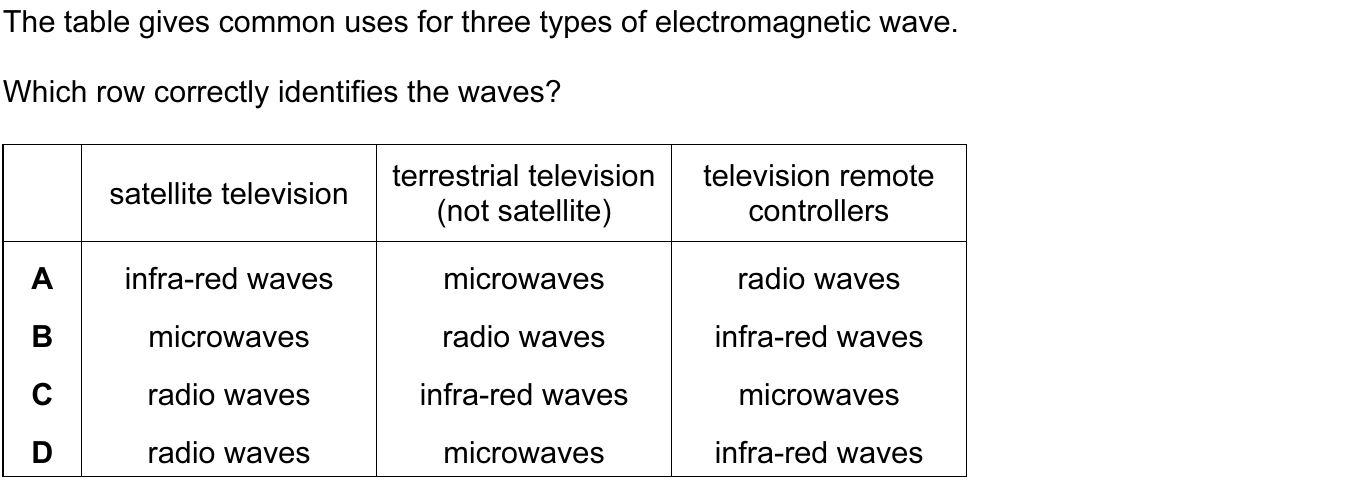 The table gives common uses for three types of electromagnetic wave.
Which row correctly identifies the waves?
satellite television
terrestrial television
(not satellite)
television remote
controllers
A infra-red waves microwaves radio waves
B microwaves radio waves infra-red waves
C radio waves infra-red waves microwaves
D radio waves microwaves infra-red waves